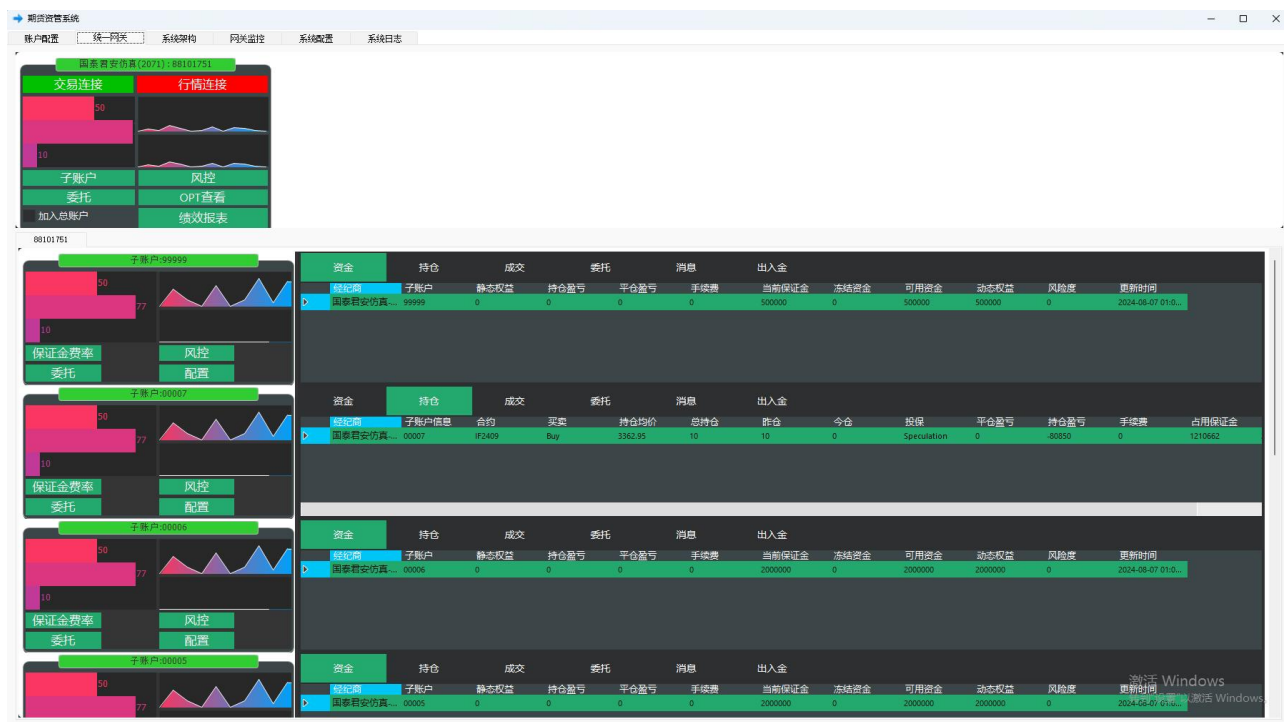 期货资管系统
账户配置 统一网关 系统架构 网关监控 系统配置 系统日志
国泰君安仿真(2071):88101751
交易连接 行情连接
50
10
子账户 风控
委托 OPT查看
加入总账户 绩效报表
88101751
子账户:99999
50
77
10
保证金费率 风控
委托 配置
资金 持仓 成交 委托 消息 出入金
经纪商 子账户 静态权益 持仓盈亏 平仓盈亏 手续费 当前保证金 冻结资金 可用资金 动态权益 风险度 更新时间
国泰君安仿真-... 99999 0 0 0 0 500000 0 500000 500000 0 2024-08-07 01:0...
子账户:00007
50
77
10
保证金费率 风控
委托 配置
资金 持仓 成交 委托 消息 出入金
经纪商 子账户信息 合约 买卖 持仓均价 总持仓 昨仓 今仓 投保 平仓盈亏 持仓盈亏 手续费 占用保证金
国泰君安仿真-... 00007 IF2409 Buy 3362.95 10 10 0 Speculation 0 -80850 0 1210662
子账户:00006
50
77
10
保证金费率 风控
委托 配置
资金 持仓 成交 委托 消息 出入金
经纪商 子账户 静态权益 持仓盈亏 平仓盈亏 手续费 当前保证金 冻结资金 可用资金 动态权益 风险度 更新时间
国泰君安仿真-... 00006 0 0 0 0 2000000 0 2000000 2000000 0 2024-08-07 01:0...
子账户:00005
50
77
资金 持仓 成交 委托 消息 出入金
经纪商 子账户 静态权益 持仓盈亏 平仓盈亏 手续费 当前保证金 冻结资金 可用资金 动态权益 风险度 更新时间
国泰君安仿真-... 00005 0 0 0 0 2000000 0 2000000 2000000 0 2024-08-07 01:0...
激活 Windows
以激活 Windows